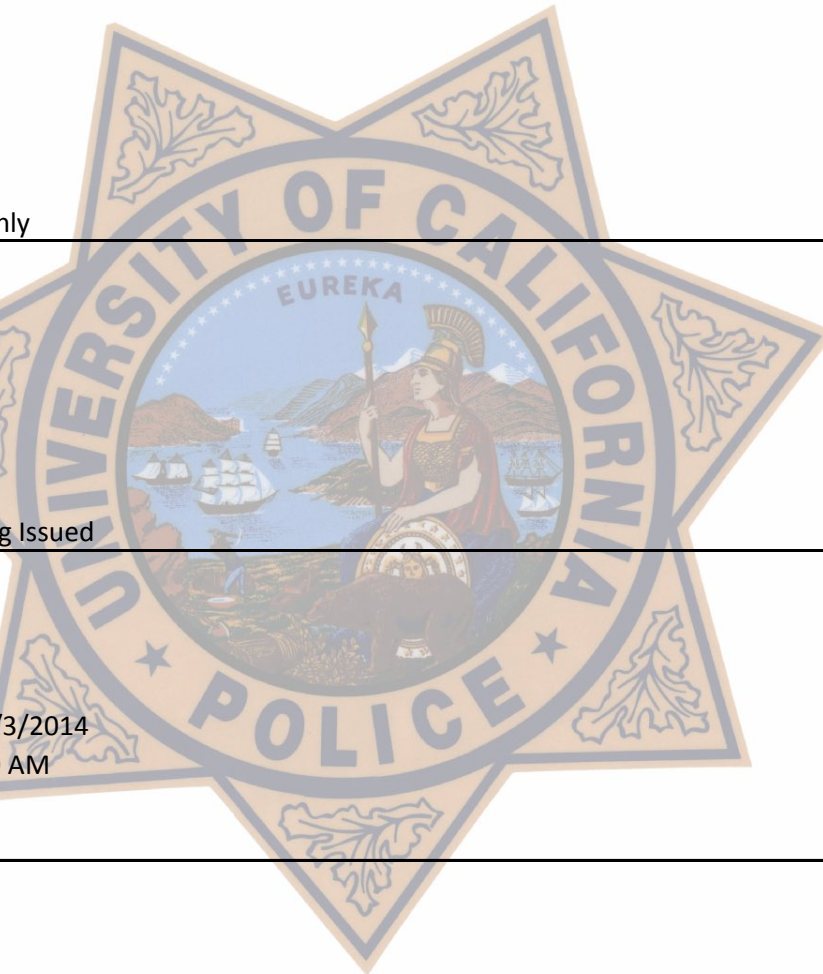 nly
UNIVERSITY OF CALIFORNIA
EUREKA
g Issued
/3/2014
AM
POLICE